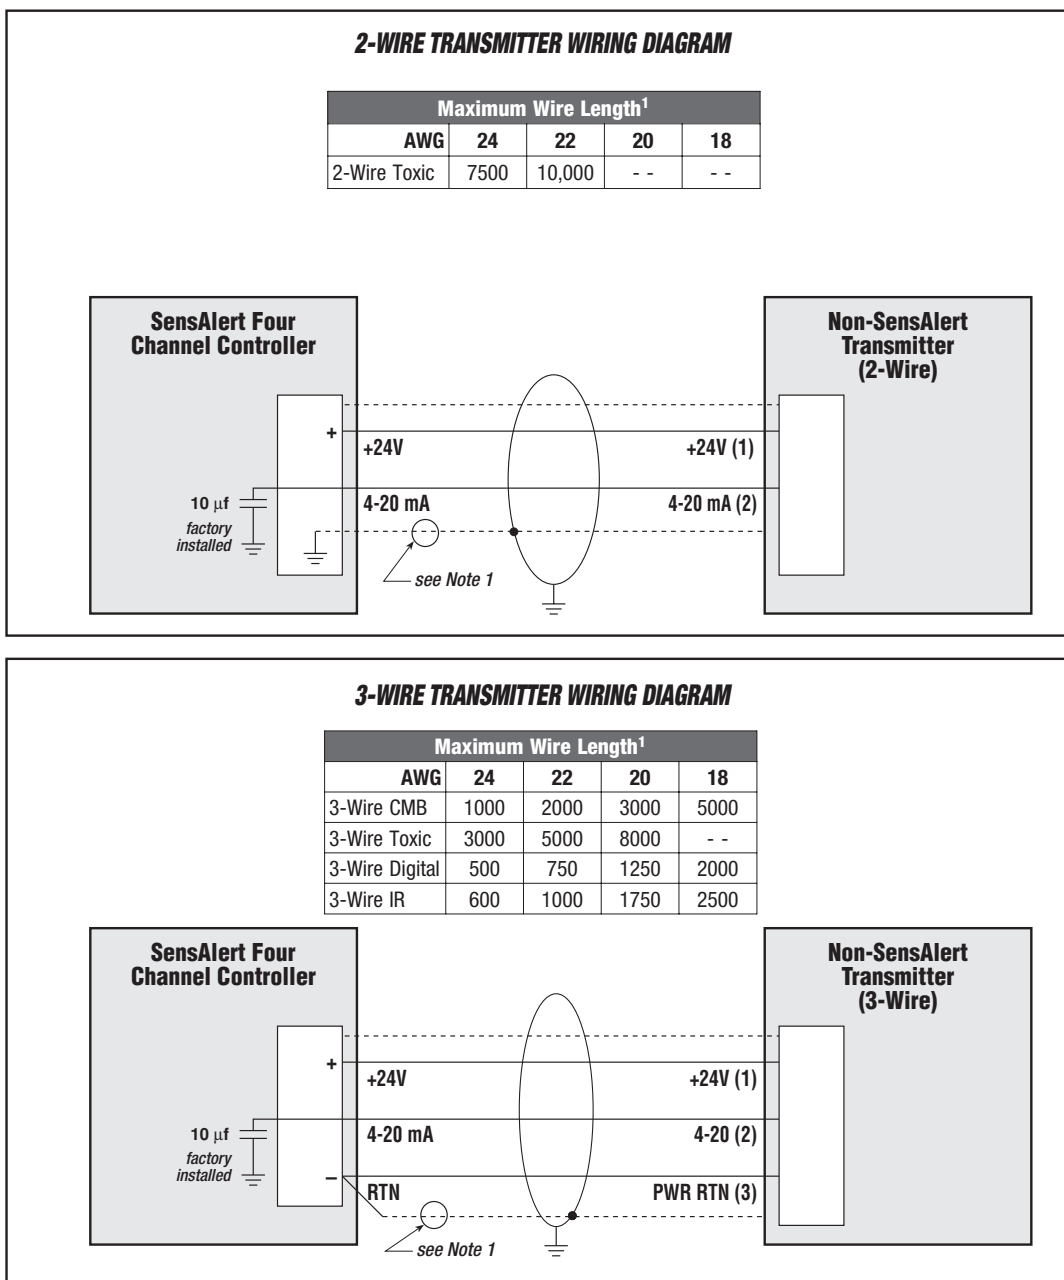 2-WIRE TRANSMITTER WIRING DIAGRAM
Maximum Wire Length1
AWG 24 22 20 18
2-Wire Toxic 7500 10,000 - - - -
SensAlert Four
Channel Controller
Non-SensAlert
Transmitter
(2-Wire)
+
+24V
+24V (1)
10 µf
factory
installed
4-20 mA
4-20 mA (2)
see Note 1
3-WIRE TRANSMITTER WIRING DIAGRAM
Maximum Wire Length1
AWG 24 22 20 18
3-Wire CMB 1000 2000 3000 5000
3-Wire Toxic 3000 5000 8000 - -
3-Wire Digital 500 750 1250 2000
3-Wire IR 600 1000 1750 2500
SensAlert Four
Channel Controller
Non-SensAlert
Transmitter
(3-Wire)
+
+24V
+24V (1)
10 µf
factory
installed
4-20 mA
4-20 (2)
–
RTN
PWR RTN (3)
see Note 1